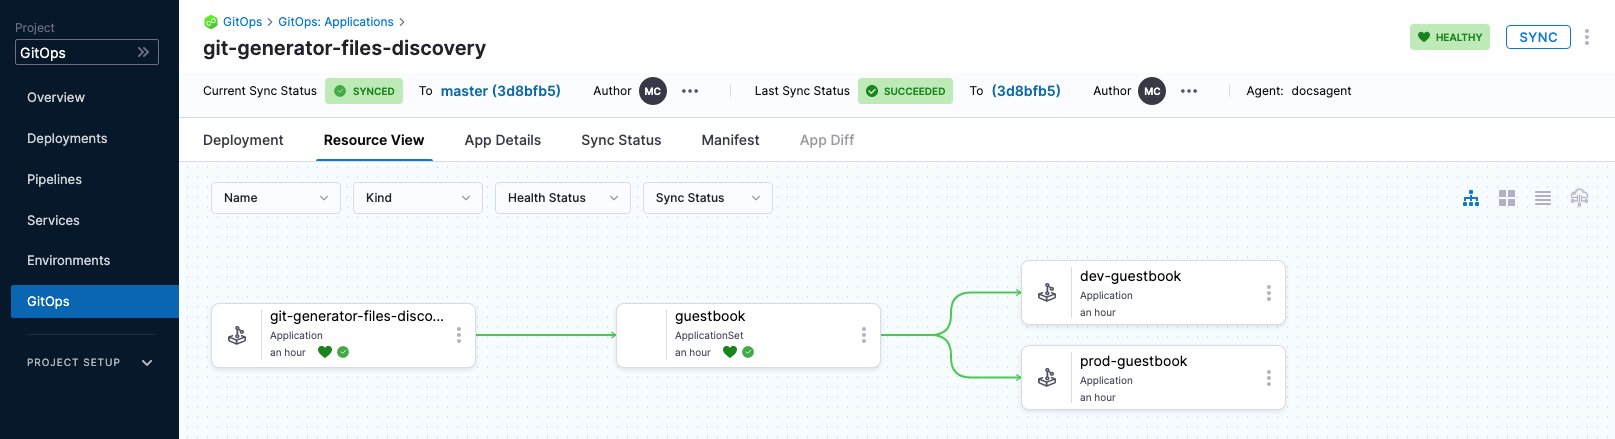 Project
GitOps
Overview
Deployments
Pipelines
Services
Environments
GitOps
PROJECT SETUP
GitOps > GitOps: Applications >
git-generator-files-discovery
HEALTHY
SYNC
Current Sync Status SYNCED To master (3d8bfb5) Author MC ••• Last Sync Status SUCCEEDED To (3d8bfb5) Author MC ••• Agent: docsagent
Deployment Resource View App Details Sync Status Manifest App Diff
Name Kind Health Status Sync Status
git-generator-files-disco...
Application
an hour
guestbook
ApplicationSet
an hour
dev-guestbook
Application
an hour
prod-guestbook
Application
an hour